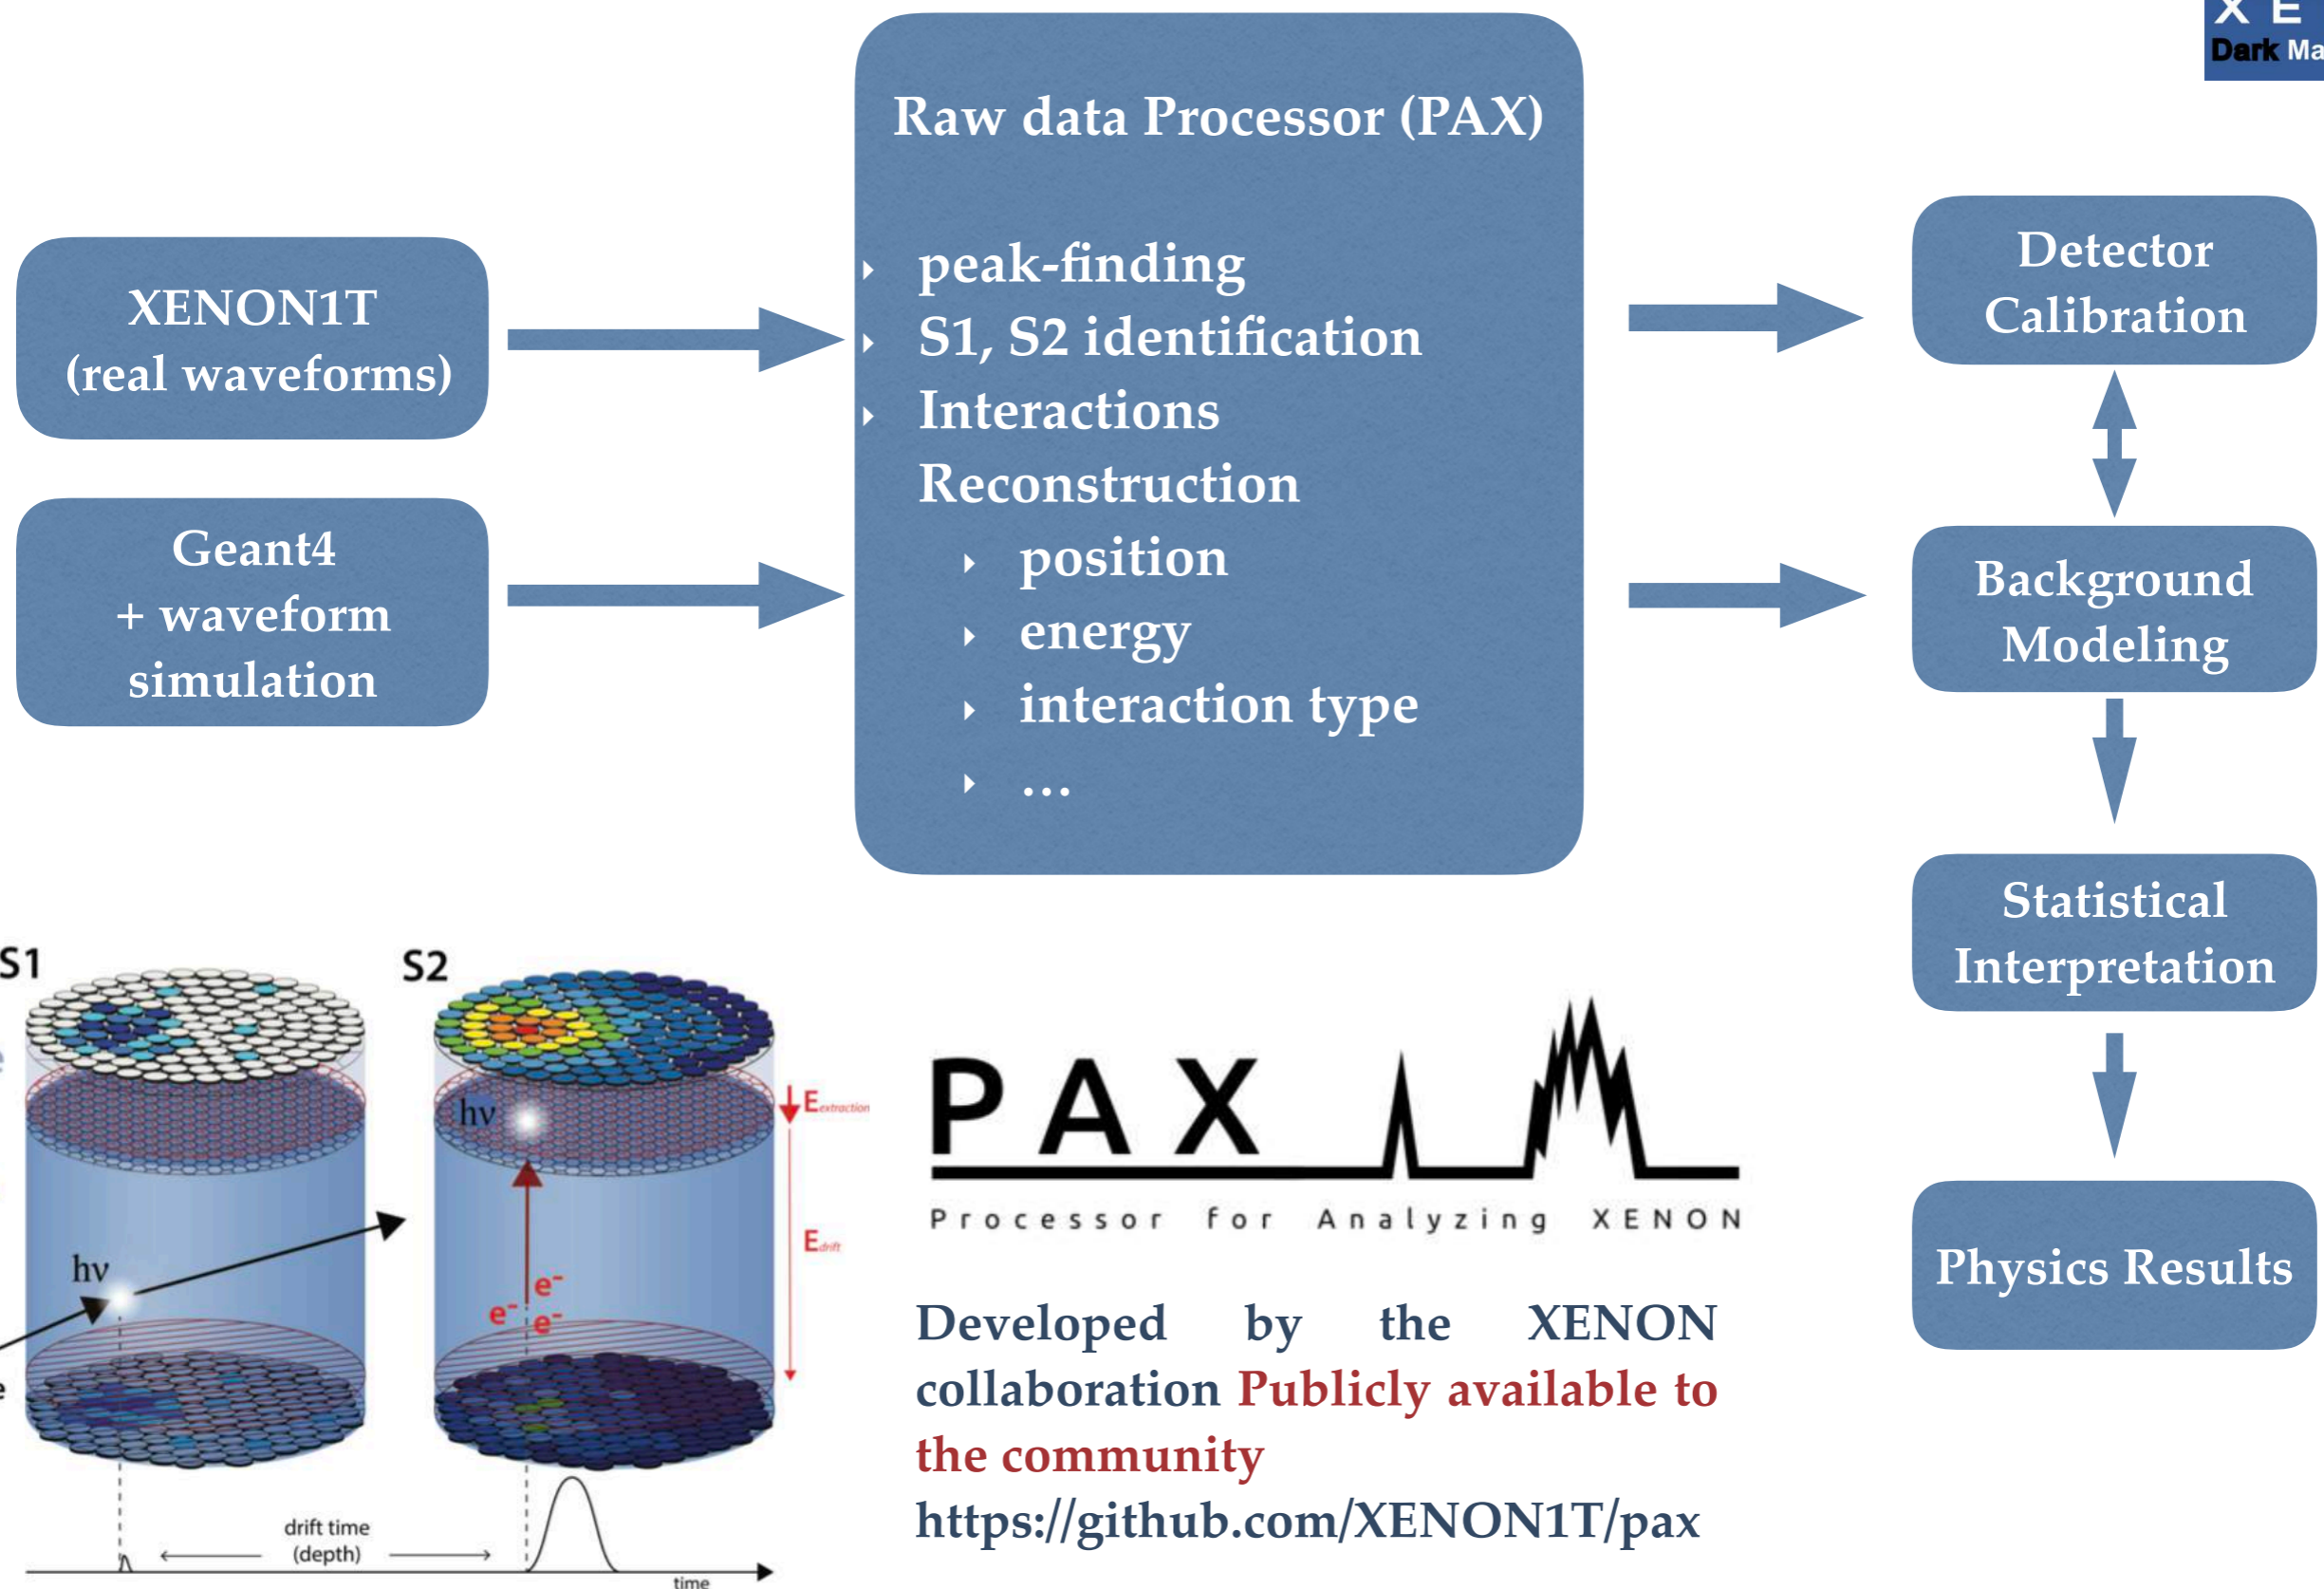 X E
Dark Ma
Raw data Processor (PAX)
peak-finding
S1, S2 identification
Interactions
Reconstruction
position
energy
interaction type
…
XENON1T
(real waveforms)
Geant4
+ waveform
simulation
Detector
Calibration
Background
Modeling
Statistical
Interpretation
Physics Results
S1
S2
hν
hν
e⁻
e⁻
e⁻
Eextraction
Edrift
e
e
drift time
(depth)
time
PAX
Processor for Analyzing XENON
Developed by the XENON
collaboration Publicly available to
the community
https://github.com/XENON1T/pax